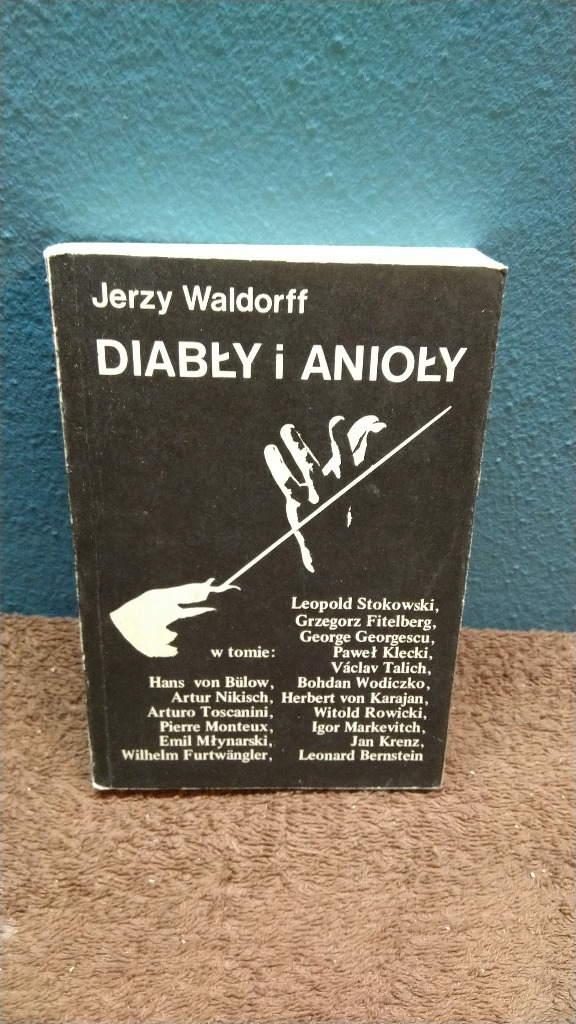 Jerzy Waldorff
DIABŁY i ANIOŁY
w tomie:
Hans von Bülow,
Artur Nikisch,
Arturo Toscanini,
Pierre Monteux,
Emil Młynarski,
Wilhelm Furtwängler,
Leopold Stokowski,
Grzegorz Fitelberg,
George Georgescu,
Paweł Klecki,
Václav Talich,
Bohdan Wodiczko,
Herbert von Karajan,
Witold Rowicki,
Igor Markevitch,
Jan Krenz,
Leonard Bernstein